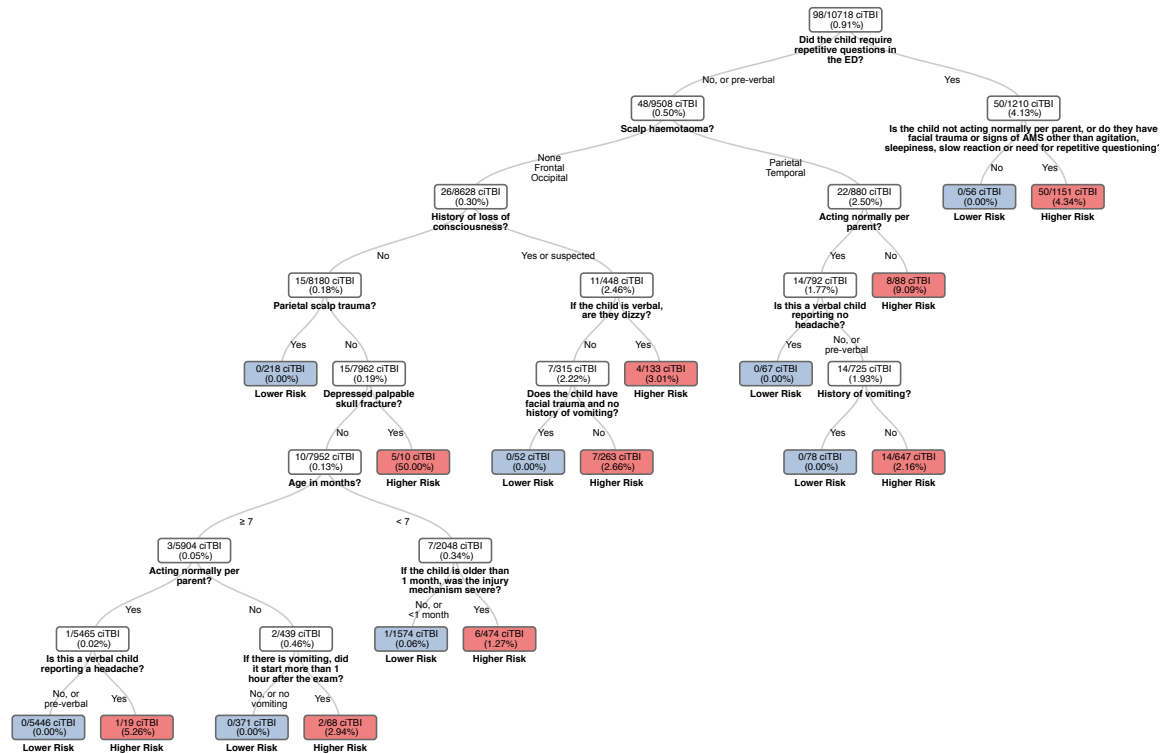 98/10718 ciTBI
(0.91%)
Did the child require
repetitive questions in
the ED?
No, or pre-verbal
Yes
48/9508 ciTBI
(0.50%)
Scalp haemotaoma?
50/1210 ciTBI
(4.13%)
Is the child not acting normally per parent, or do they have
facial trauma or signs of AMS other than agitation,
sleepiness, slow reaction or need for repetitive questioning?
None
Frontal
Occipital
Parietal
Temporal
No
Yes
26/8628 ciTBI
(0.30%)
History of loss of
consciousness?
22/880 ciTBI
(2.50%)
Acting normally per
parent?
0/56 ciTBI
(0.00%)
Lower Risk
50/1151 ciTBI
(4.34%)
Higher Risk
No
Yes or suspected
Yes
No
15/8180 ciTBI
(0.18%)
Parietal scalp trauma?
11/448 ciTBI
(2.46%)
If the child is verbal,
are they dizzy?
14/792 ciTBI
(1.77%)
Is this a verbal child
reporting no
headache?
8/88 ciTBI
(9.09%)
Higher Risk
Yes
No
No
Yes
Yes
No, or
pre-verbal
0/218 ciTBI
(0.00%)
Lower Risk
15/7962 ciTBI
(0.19%)
Depressed palpable
skull fracture?
7/315 ciTBI
(2.22%)
Does the child have
facial trauma and no
history of vomiting?
4/133 ciTBI
(3.01%)
Higher Risk
0/67 ciTBI
(0.00%)
Lower Risk
14/725 ciTBI
(1.93%)
History of vomiting?
No
Yes
Yes
No
Yes
No
10/7952 ciTBI
(0.13%)
Age in months?
5/10 ciTBI
(50.00%)
Higher Risk
0/52 ciTBI
(0.00%)
Lower Risk
7/263 ciTBI
(2.66%)
Higher Risk
0/78 ciTBI
(0.00%)
Lower Risk
14/647 ciTBI
(2.16%)
Higher Risk
≥ 7
< 7
3/5904 ciTBI
(0.05%)
Acting normally per
parent?
7/2048 ciTBI
(0.34%)
If the child is older than
1 month, was the injury
mechanism severe?
Yes
No
No, or
<1 month
Yes
1/5465 ciTBI
(0.02%)
Is this a verbal child
reporting a headache?
2/439 ciTBI
(0.46%)
If there is vomiting, did
it start more than 1
hour after the exam?
1/1574 ciTBI
(0.06%)
Lower Risk
6/474 ciTBI
(1.27%)
Higher Risk
No, or
pre-verbal
Yes
No, or no
vomiting
Yes
0/5446 ciTBI
(0.00%)
Lower Risk
1/19 ciTBI
(5.26%)
Higher Risk
0/371 ciTBI
(0.00%)
Lower Risk
2/68 ciTBI
(2.94%)
Higher Risk